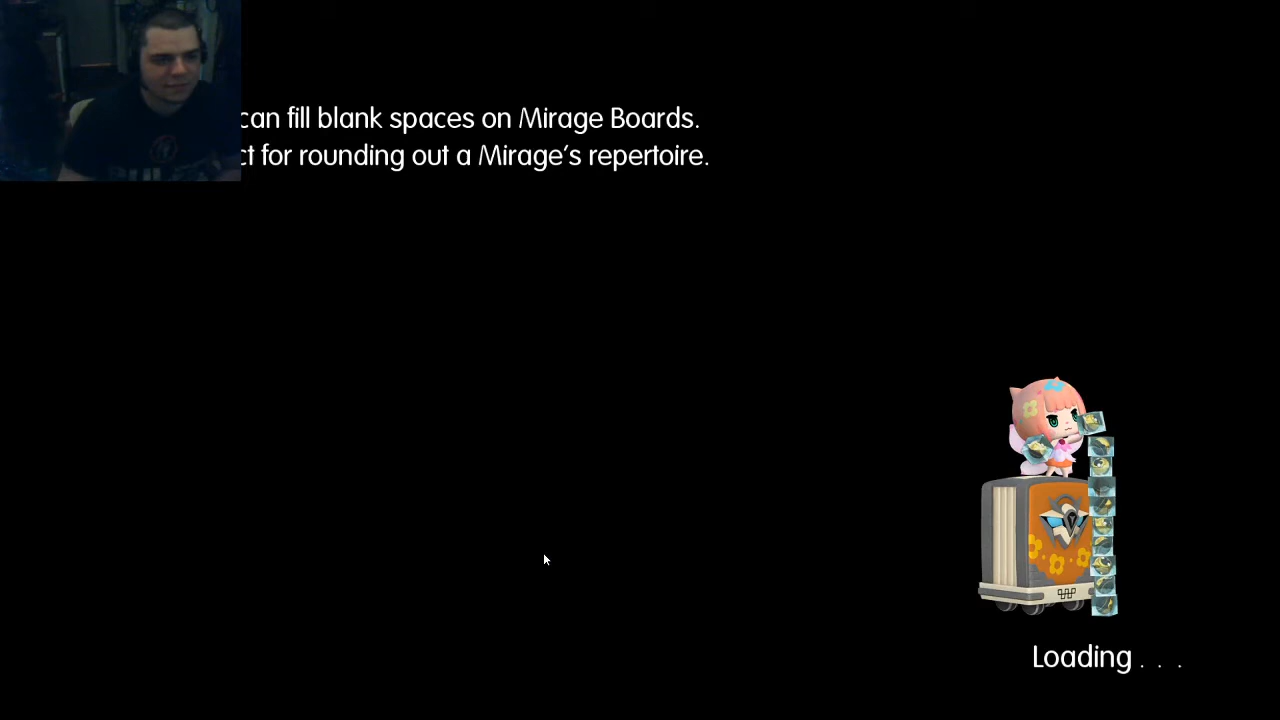 can fill blank spaces on Mirage Boards.
ct for rounding out a Mirage's repertoire.
Loading . . .